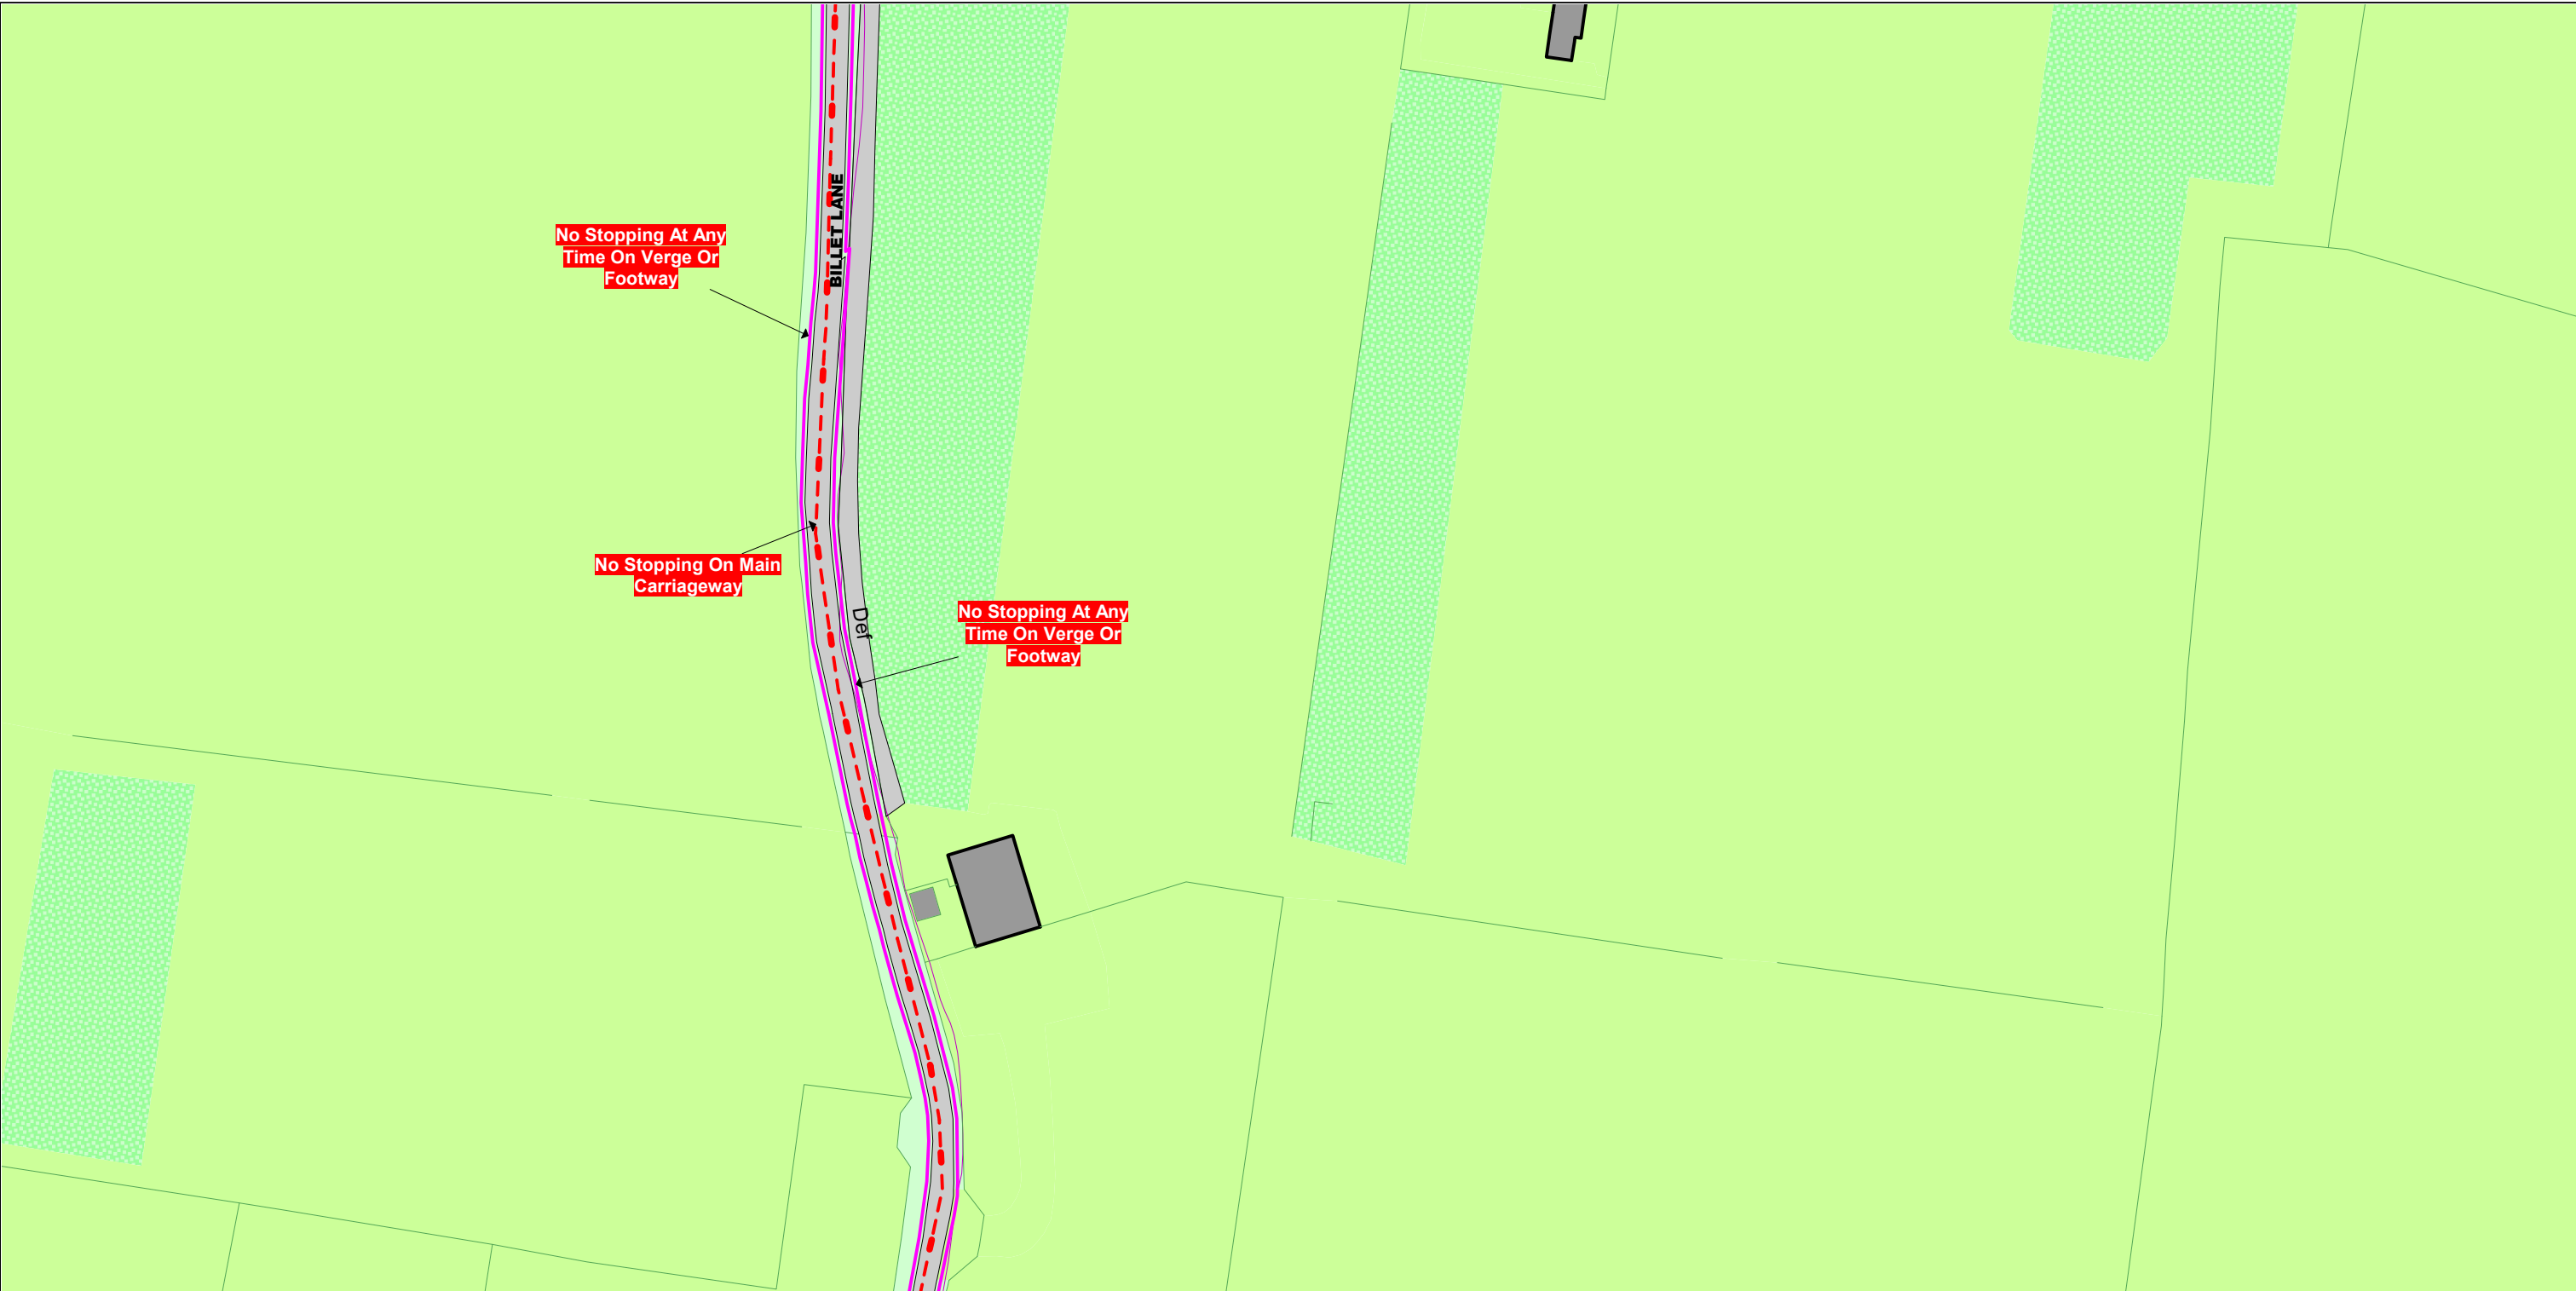 BILLET LANE
No Stopping At Any
Time On Verge Or
Footway
No Stopping On Main
Carriageway
Def
No Stopping At Any
Time On Verge Or
Footway